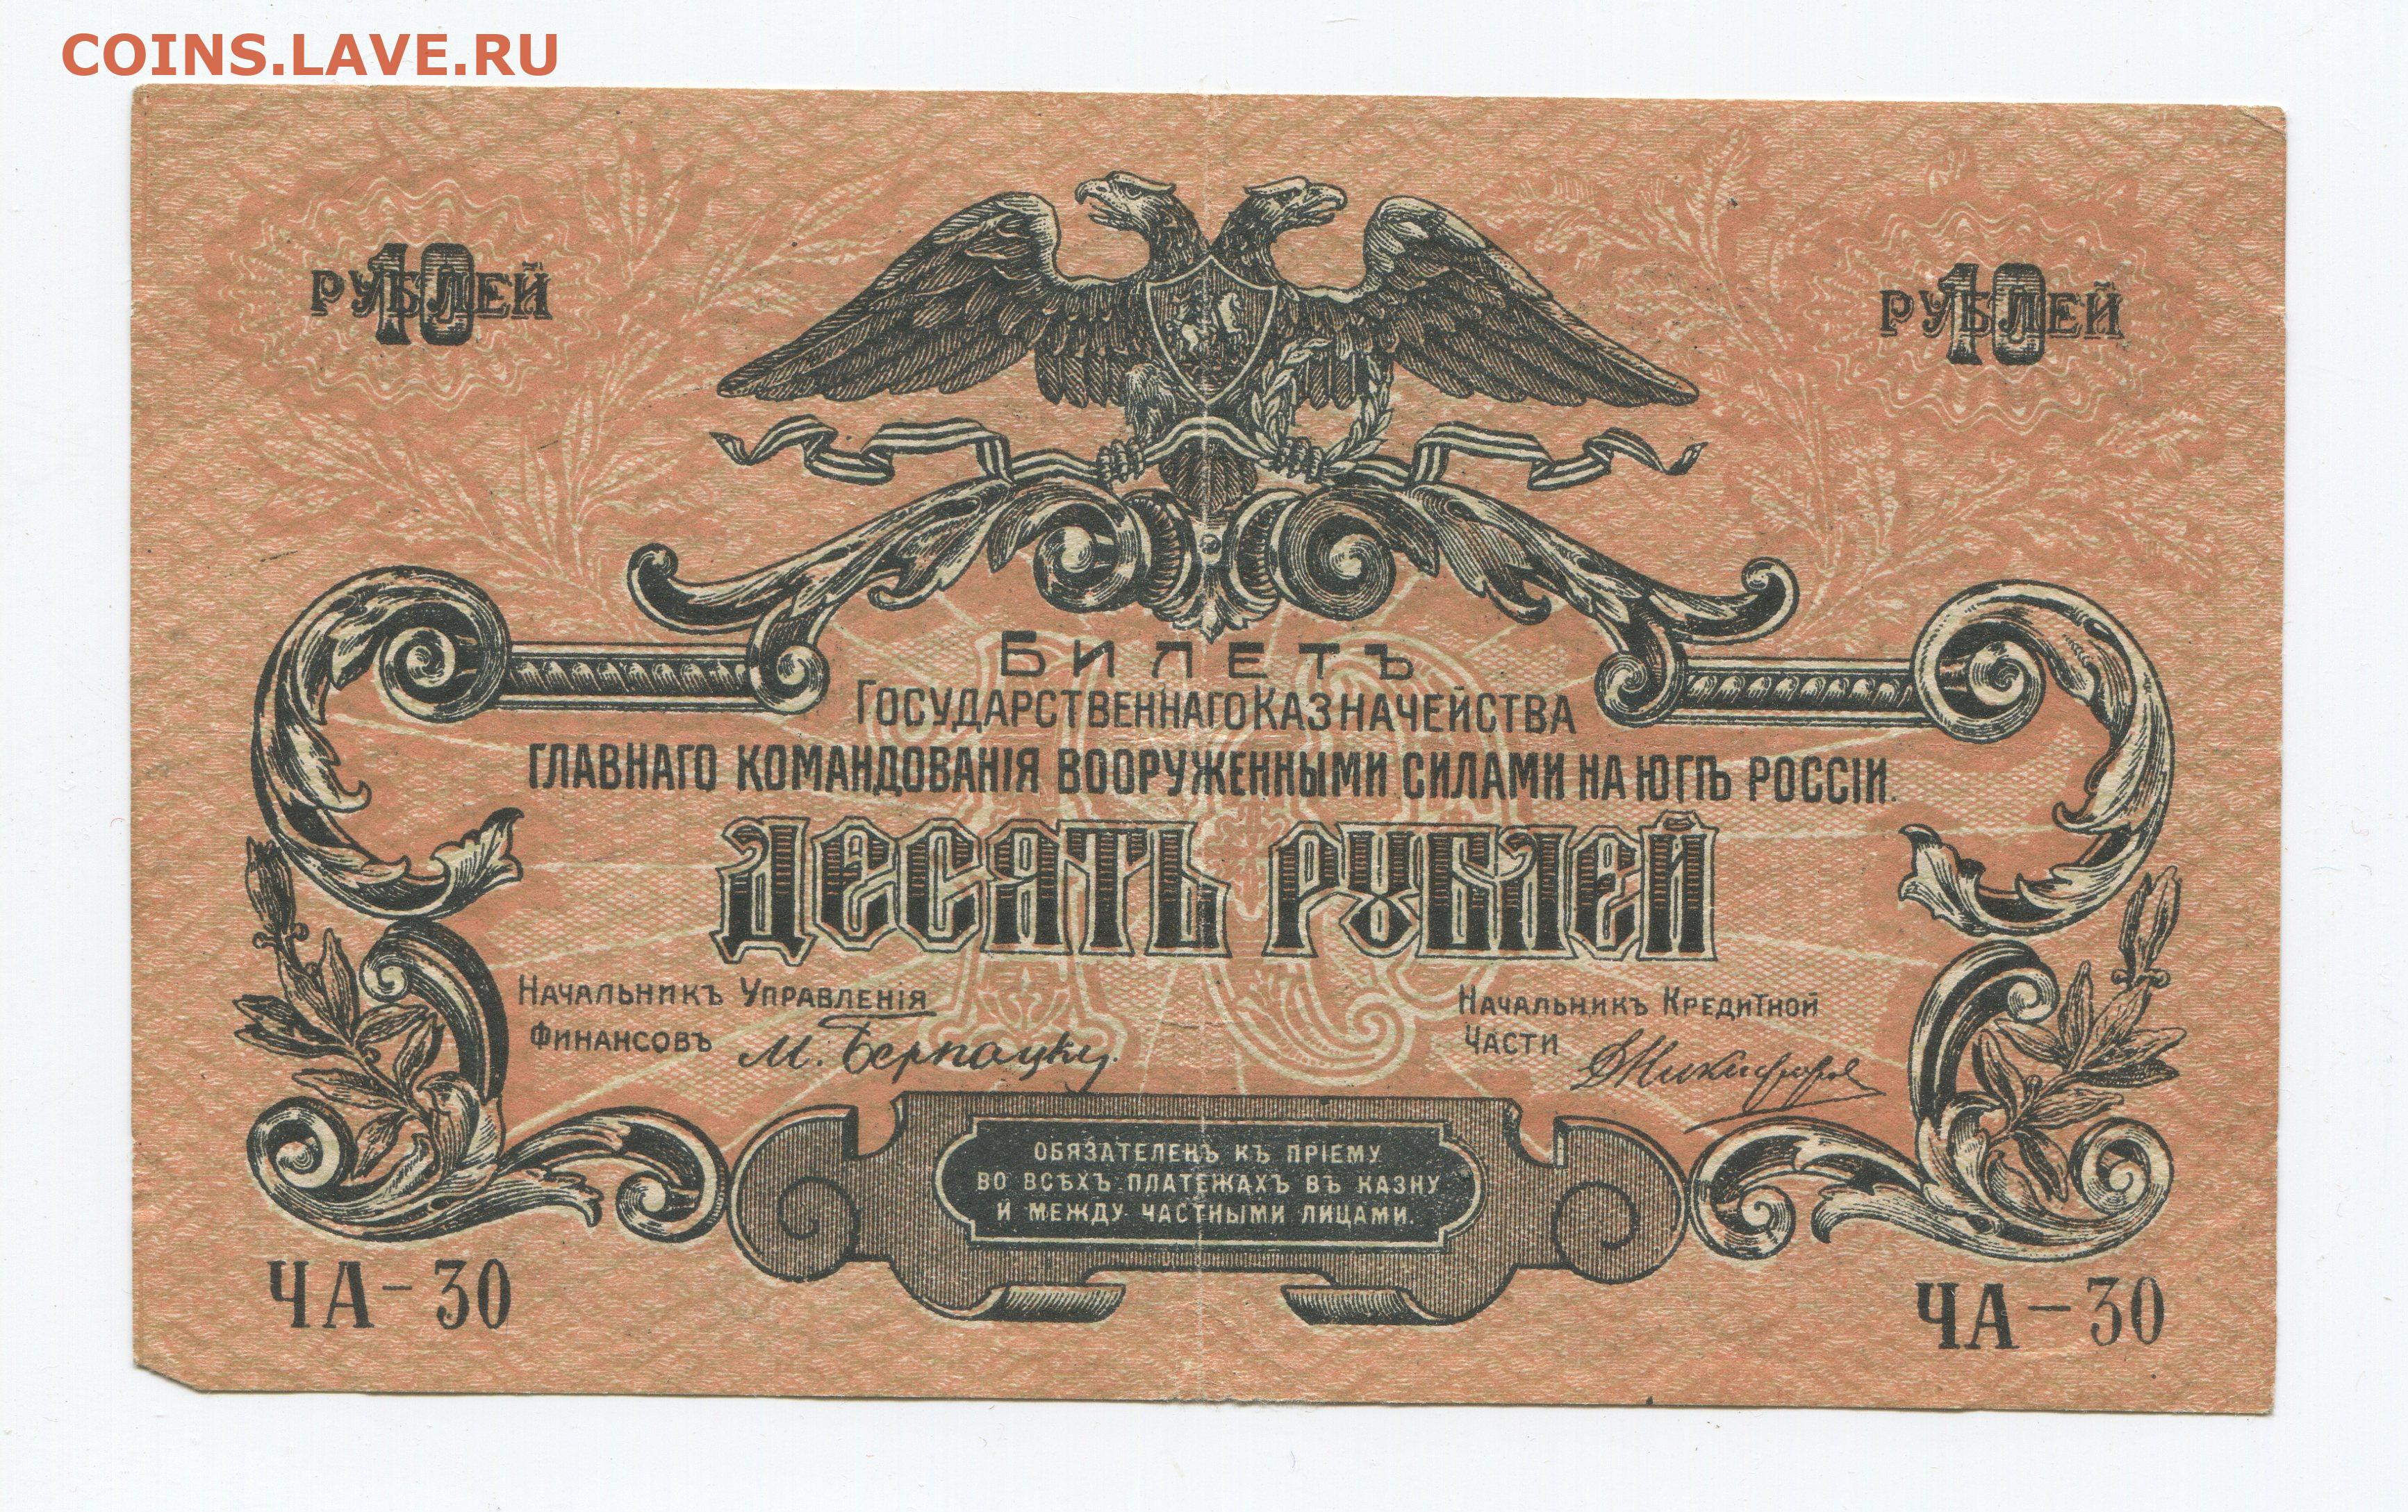 COINS.LAVE.RU
10 РУБЛЕЙ
10 РУБЛЕЙ
БИЛЕТЪ
ГОСУДАРСТВЕННАГО КАЗНАЧЕЙСТВА
ГЛАВНАГО КОМАНДОВАНІЯ ВООРУЖЕННЫМИ СИЛАМИ НА ЮГѢ РОССІИ.
10
ДЕСЯТЬ РУБЛЕЙ
НАЧАЛЬНИКЪ УПРАВЛЕНІЯ
ФИНАНСОВЪ М. Бернацкий
НАЧАЛЬНИКЪ КРЕДИТНОЙ
ЧАСТИ
ОБЯЗАТЕЛЕНЪ КЪ ПРІЕМУ
ВО ВСѢХЪ ПЛАТЕЖАХЪ ВЪ КАЗНУ
И МЕЖДУ ЧАСТНЫМИ ЛИЦАМИ.
ЧА-30
ЧА-30